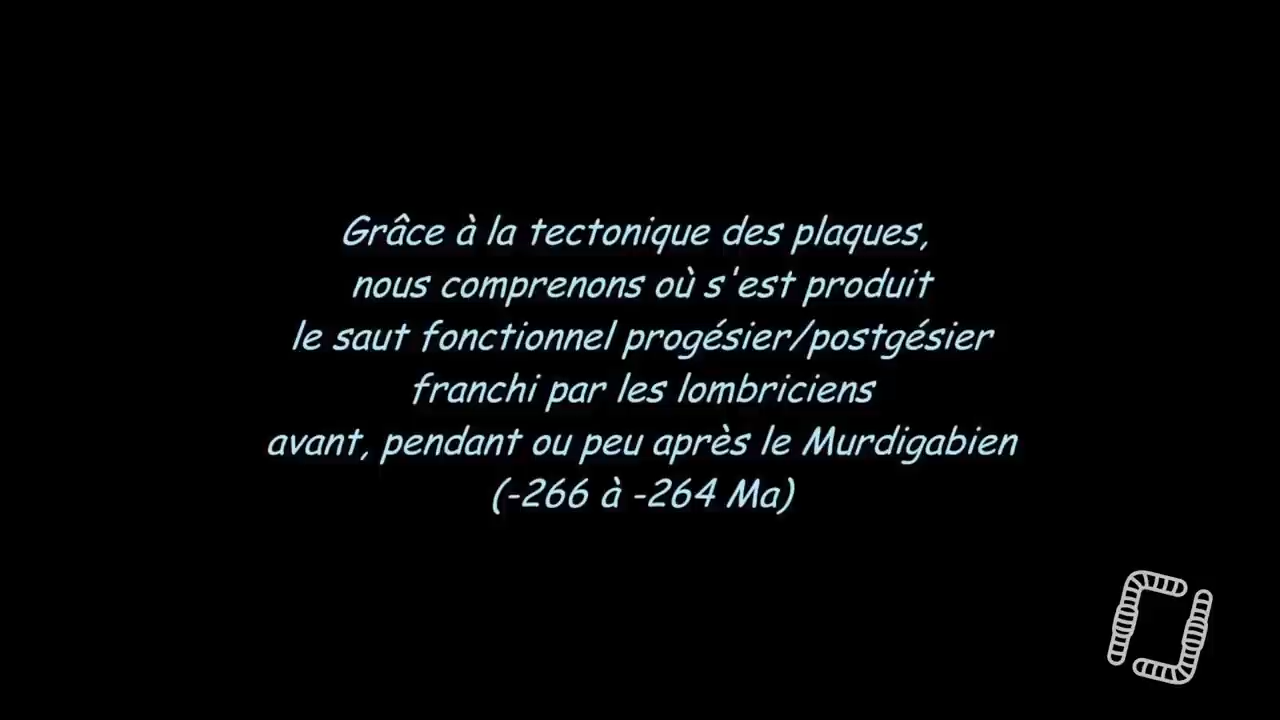 Grâce à la tectonique des plaques,
nous comprenons où s'est produit
le saut fonctionnel progésier/postgésier
franchi par les lombriciens
avant, pendant ou peu après le Murdigabien
(-266 à -264 Ma)